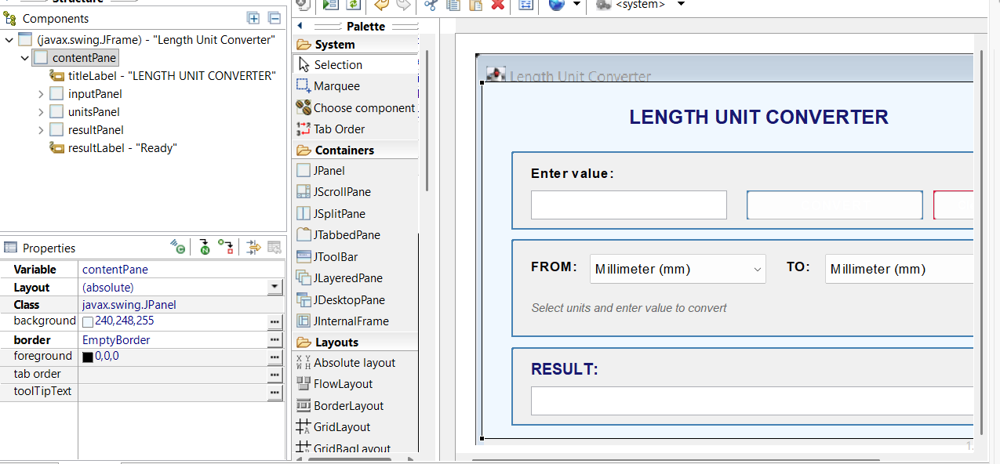 Structure
Components
(javax.swing.JFrame) - "Length Unit Converter"
contentPane
titleLabel - "LENGTH UNIT CONVERTER"
inputPanel
unitsPanel
resultPanel
resultLabel - "Ready"
Properties
Variable contentPane
Layout (absolute)
Class javax.swing.JPanel
background 240,248,255
border EmptyBorder
foreground 0,0,0
tab order
toolTipText
<system>
Palette
System
Selection
Marquee
Choose component
Tab Order
Containers
JPanel
JScrollPane
JSplitPane
JTabbedPane
JToolBar
JLayeredPane
JDesktopPane
JInternalFrame
Layouts
Absolute layout
FlowLayout
BorderLayout
GridLayout
GridBagLayout
Length Unit Converter
LENGTH UNIT CONVERTER
Enter value:
FROM: Millimeter (mm) TO: Millimeter (mm)
Select units and enter value to convert
RESULT: